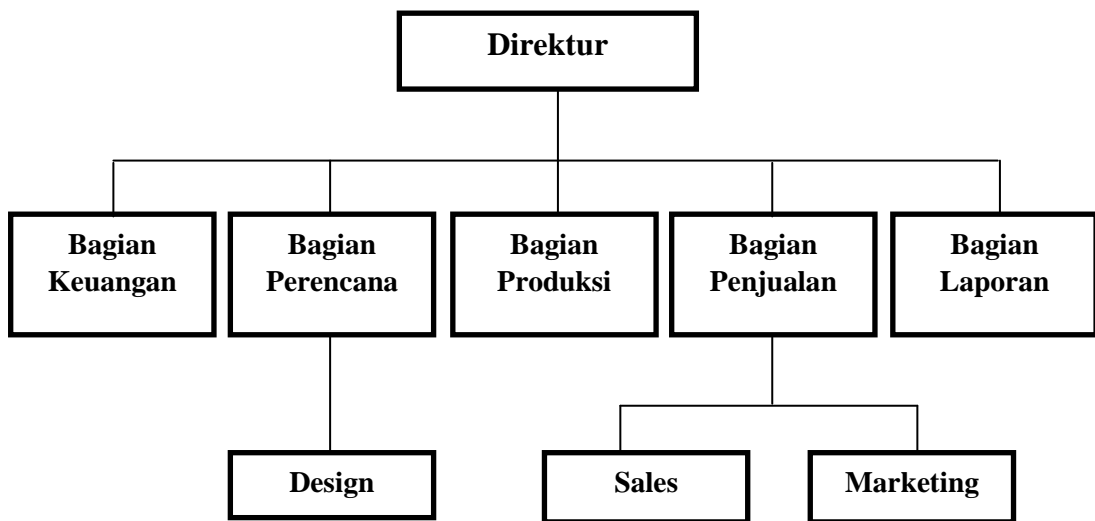 Direktur
Bagian
Keuangan
Bagian
Perencana
Bagian
Produksi
Bagian
Penjualan
Bagian
Laporan
Design
Sales
Marketing